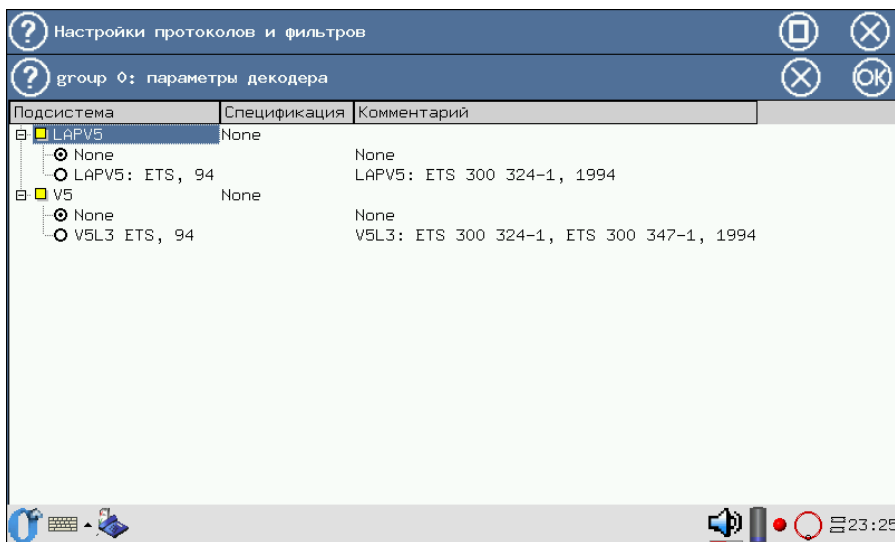 Настройки протоколов и фильтров
group 0: параметры декодера
OK
Подсистема Спецификация Комментарий
LAPV5 None
None None
LAPV5: ETS, 94 LAPV5: ETS 300 324-1, 1994
V5 None
None None
V5L3 ETS, 94 V5L3: ETS 300 324-1, ETS 300 347-1, 1994
23:25